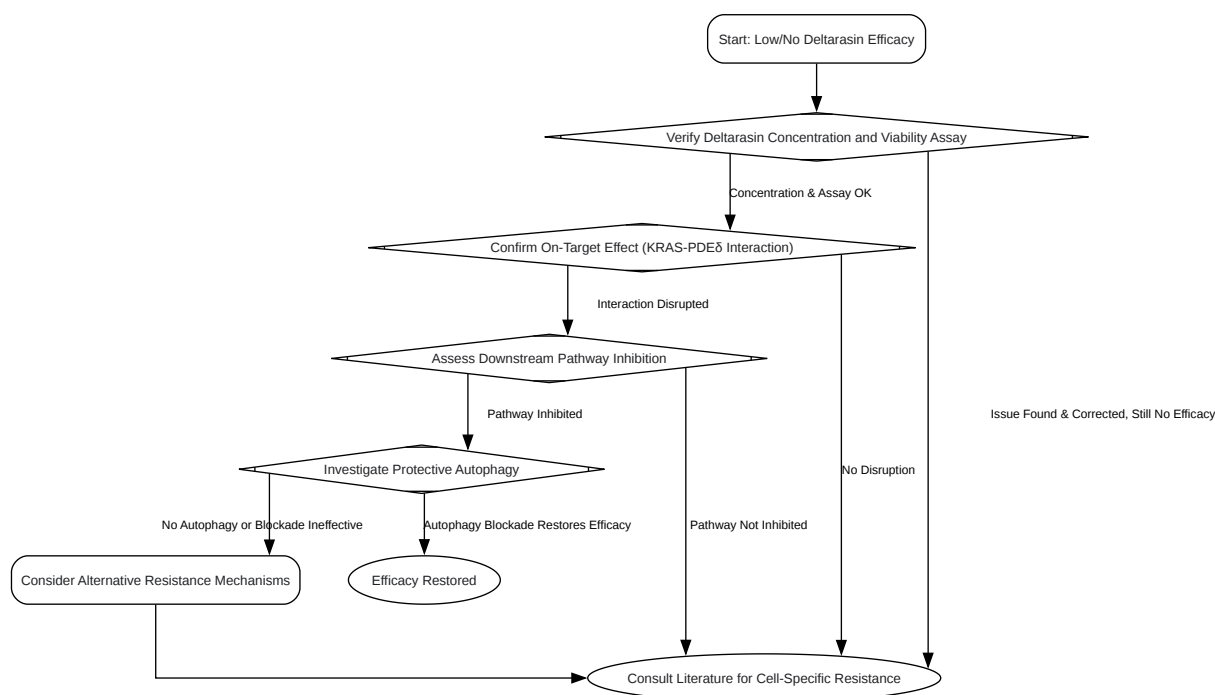 Start: Low/No Deltarasin Efficacy
Verify Deltarasin Concentration and Viability Assay
Concentration & Assay OK
Confirm On-Target Effect (KRAS-PDEδ Interaction)
Interaction Disrupted
Assess Downstream Pathway Inhibition
Pathway Inhibited
Issue Found & Corrected, Still No Efficacy
Investigate Protective Autophagy
No Disruption
No Autophagy or Blockade Ineffective
Autophagy Blockade Restores Efficacy
Pathway Not Inhibited
Consider Alternative Resistance Mechanisms
Efficacy Restored
Consult Literature for Cell-Specific Resistance